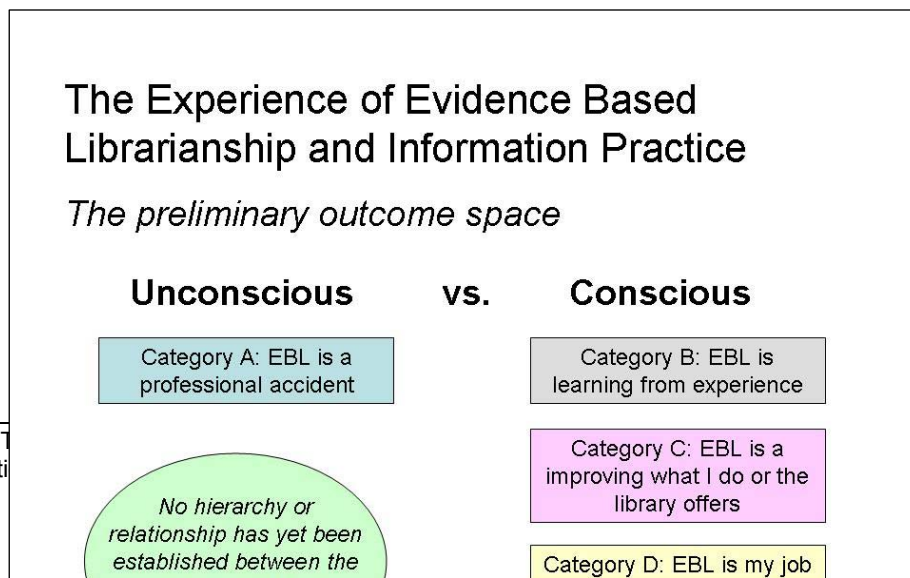 The Experience of Evidence Based
Librarianship and Information Practice
The preliminary outcome space
Unconscious vs. Conscious
Category A: EBL is a
professional accident
Category B: EBL is
learning from experience
Category C: EBL is a
improving what I do or the
library offers
No hierarchy or
relationship has yet been
established between the
Category D: EBL is my job